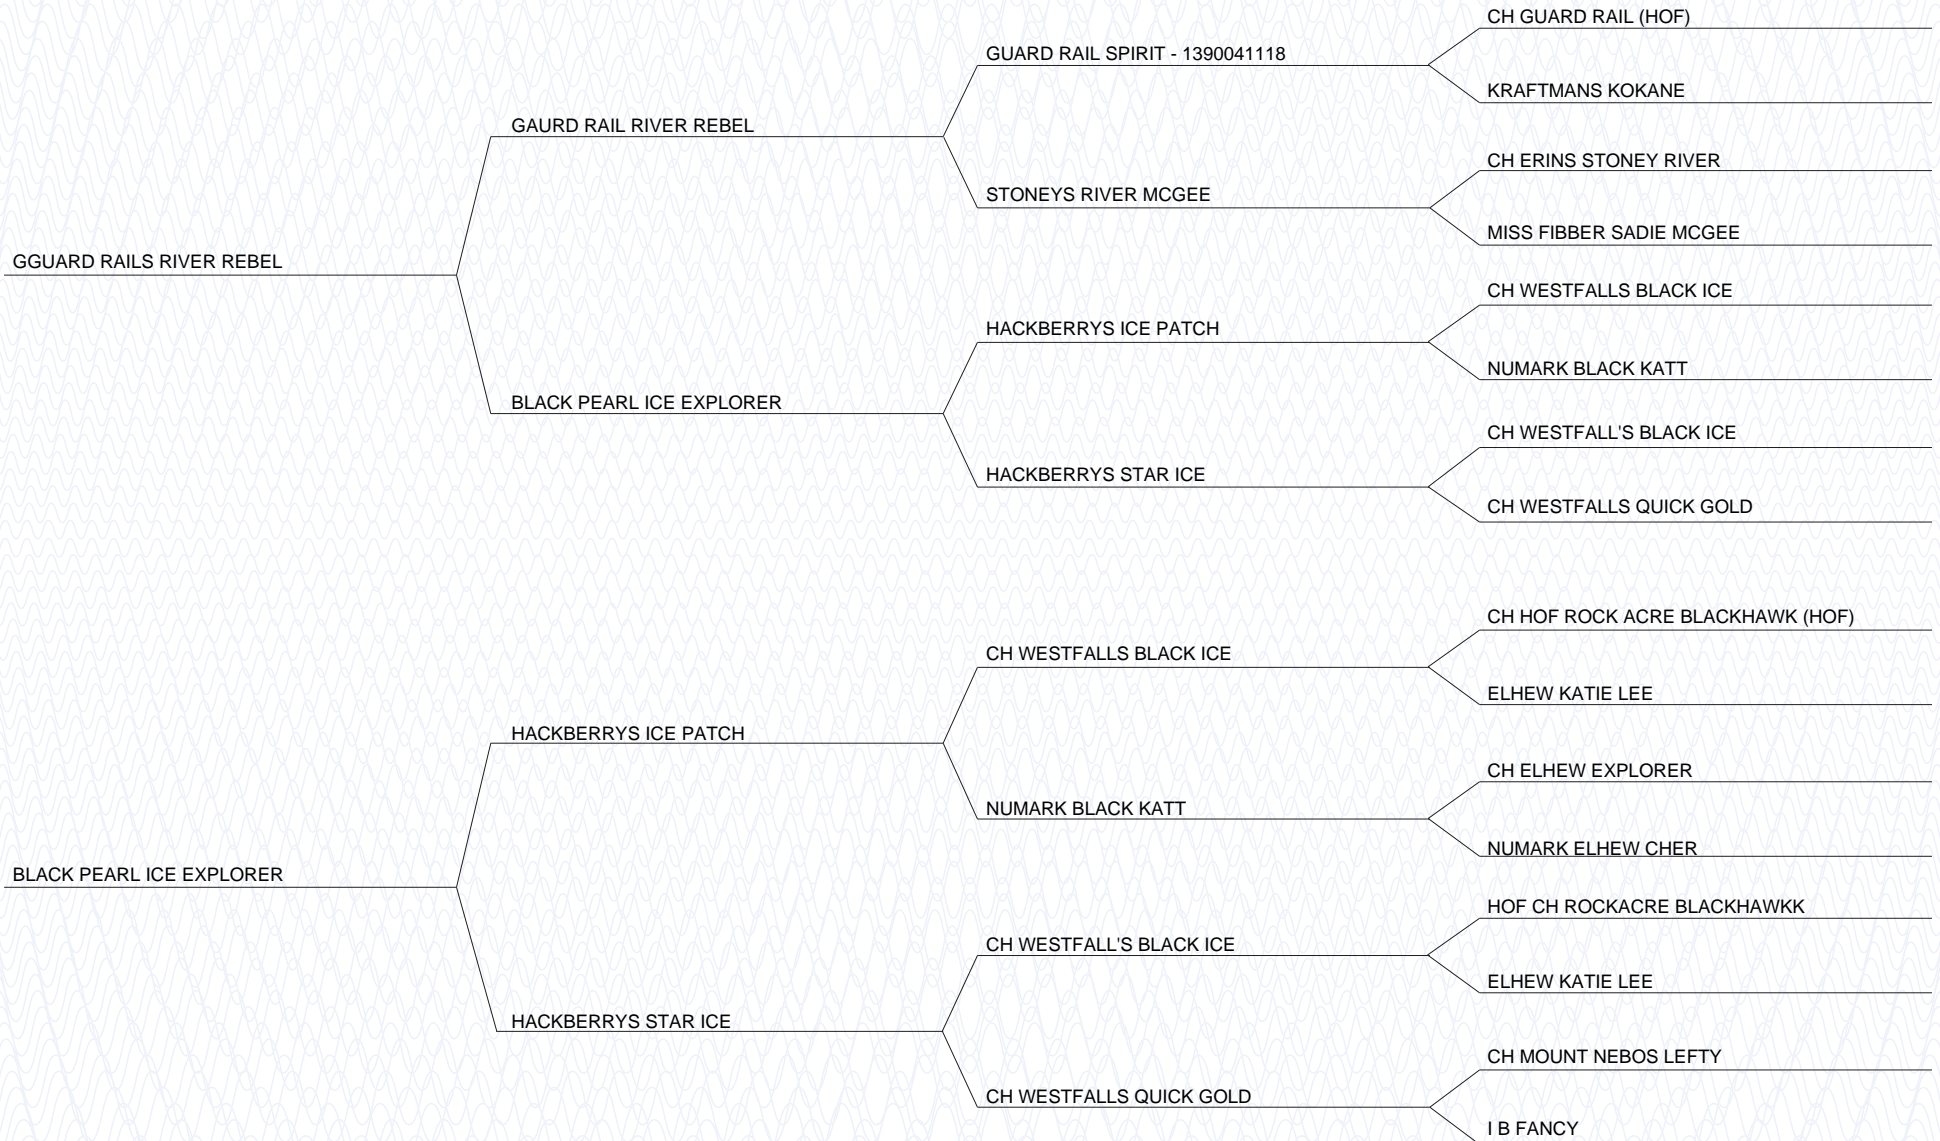 CH GUARD RAIL (HOF)
GUARD RAIL SPIRIT - 1390041118
KRAFTMANS KOKANE
GAURD RAIL RIVER REBEL
CH ERINS STONEY RIVER
STONEYS RIVER MCGEE
MISS FIBBER SADIE MCGEE
GGUARD RAILS RIVER REBEL
CH WESTFALLS BLACK ICE
HACKBERRYS ICE PATCH
NUMARK BLACK KATT
BLACK PEARL ICE EXPLORER
CH WESTFALL'S BLACK ICE
HACKBERRYS STAR ICE
CH WESTFALLS QUICK GOLD
CH HOF ROCK ACRE BLACKHAWK (HOF)
CH WESTFALLS BLACK ICE
ELHEW KATIE LEE
HACKBERRYS ICE PATCH
CH ELHEW EXPLORER
NUMARK BLACK KATT
NUMARK ELHEW CHER
BLACK PEARL ICE EXPLORER
HOF CH ROCKACRE BLACKHAWKK
CH WESTFALL'S BLACK ICE
ELHEW KATIE LEE
HACKBERRYS STAR ICE
CH MOUNT NEBOS LEFTY
CH WESTFALLS QUICK GOLD
I B FANCY